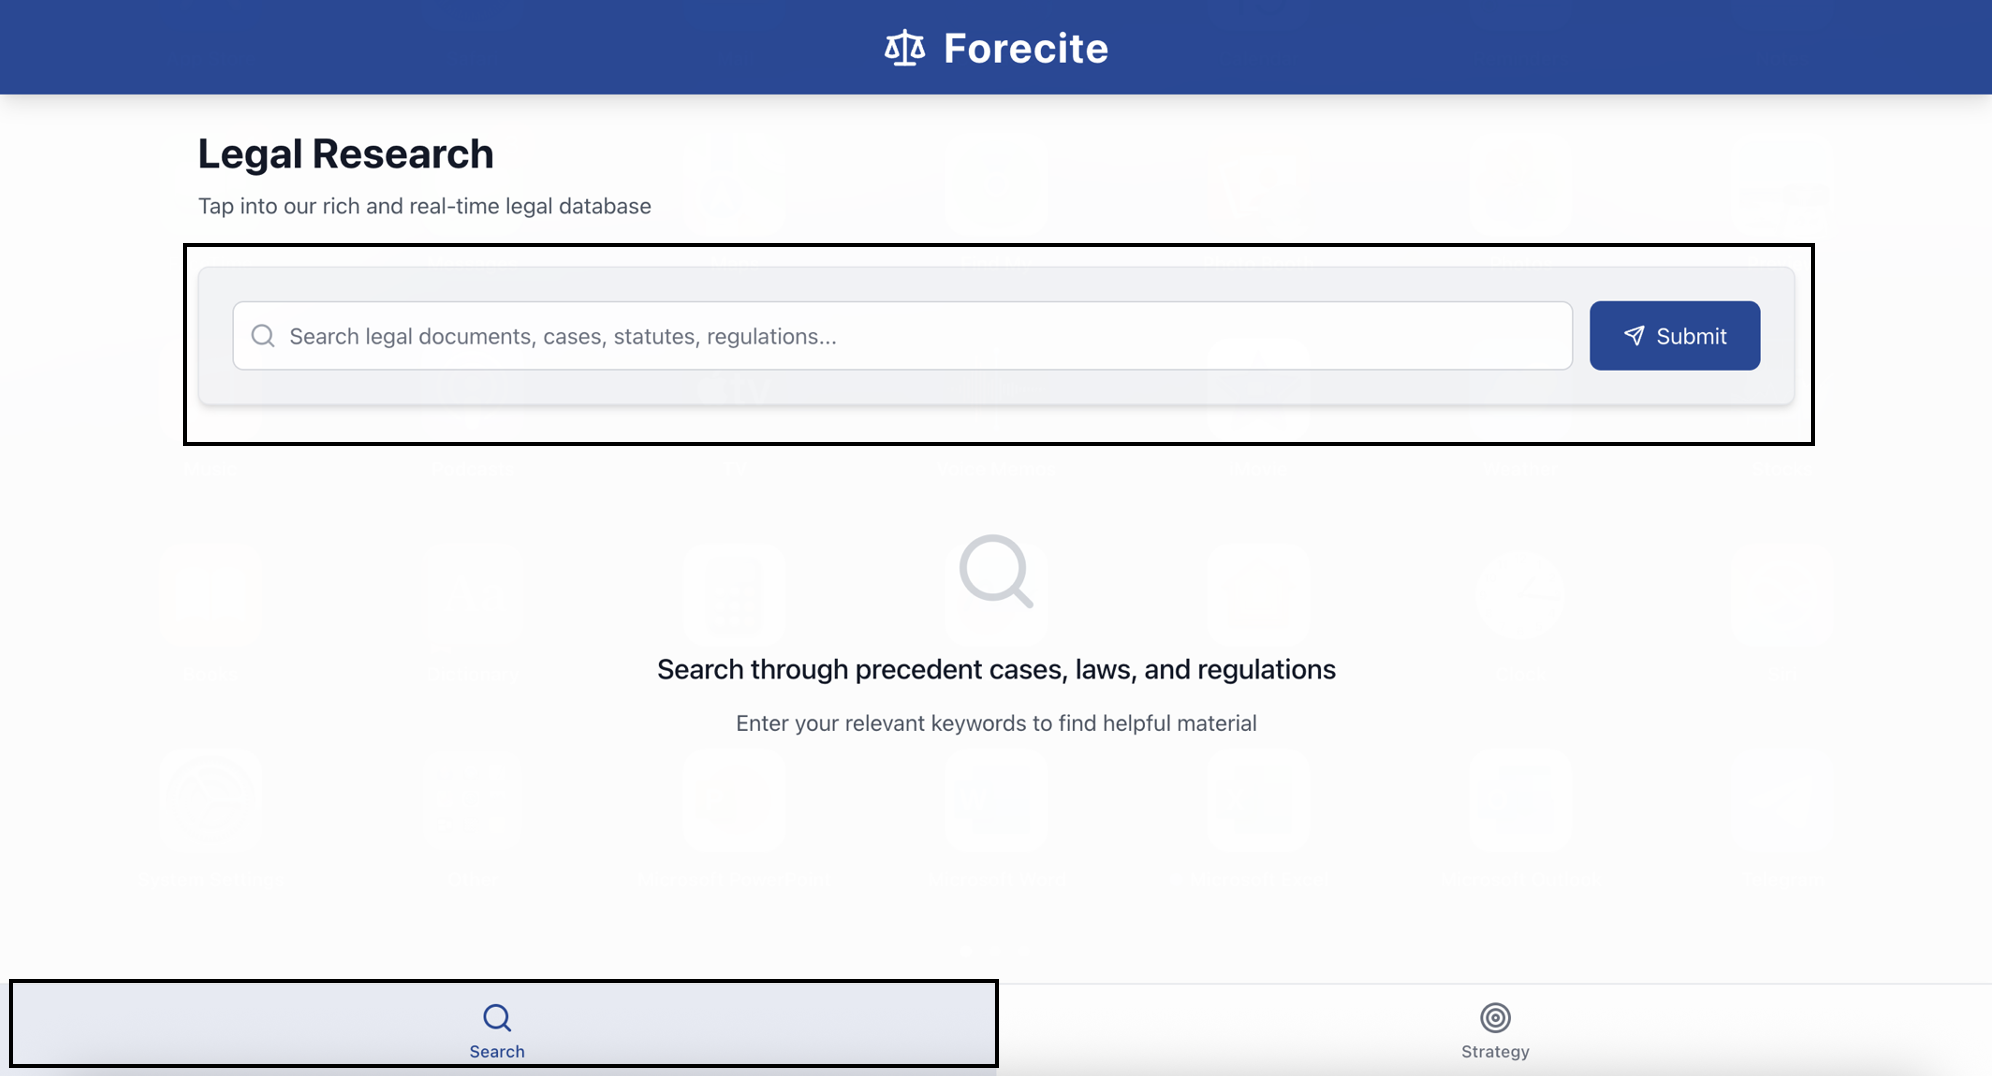 Forecite
Legal Research
Tap into our rich and real-time legal database
Search legal documents, cases, statutes, regulations...
Submit
Search through precedent cases, laws, and regulations
Enter your relevant keywords to find helpful material
Search
Strategy